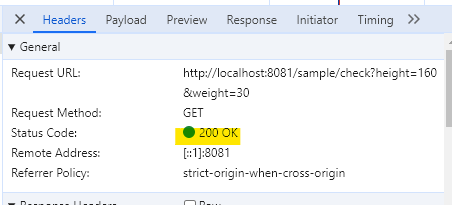 Headers Payload Preview Response Initiator Timing
General
Request URL: http://localhost:8081/sample/check?height=160
&weight=30
Request Method: GET
Status Code: 200 OK
Remote Address: [::1]:8081
Referrer Policy: strict-origin-when-cross-origin
Response Headers Raw